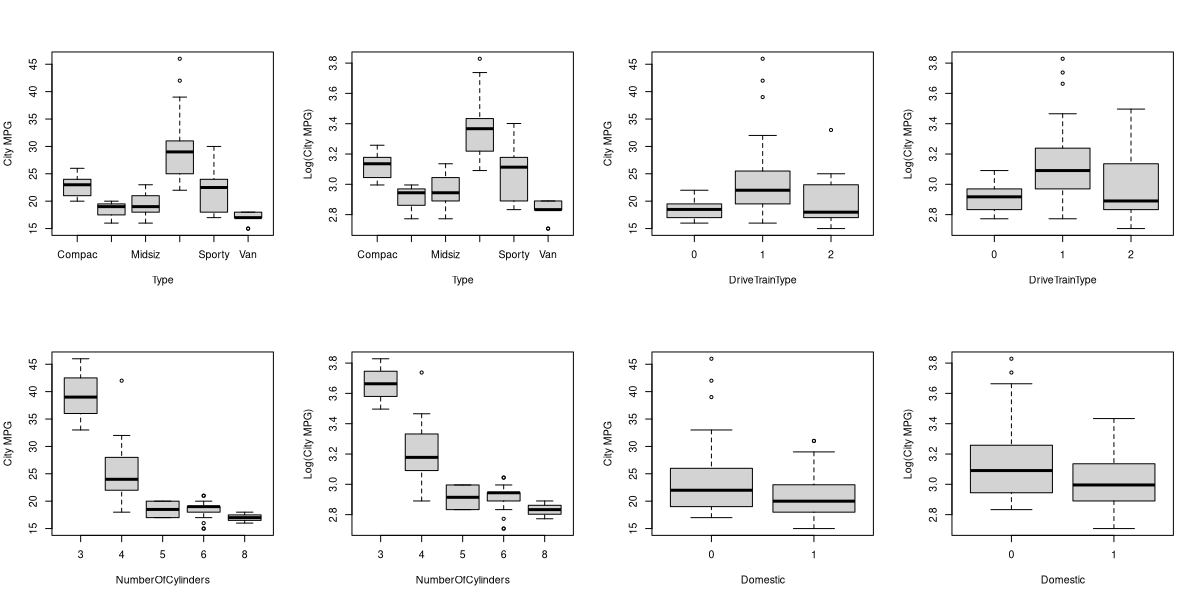 City MPG
15 20 25 30 35 40 45
Compac Midsiz Sporty Van
Type
Log(City MPG)
2.8 3.0 3.2 3.4 3.6 3.8
Compac Midsiz Sporty Van
Type
City MPG
15 20 25 30 35 40 45
0 1 2
DriveTrainType
Log(City MPG)
2.8 3.0 3.2 3.4 3.6 3.8
0 1 2
DriveTrainType
City MPG
15 20 25 30 35 40 45
3 4 5 6 8
NumberOfCylinders
Log(City MPG)
2.8 3.0 3.2 3.4 3.6 3.8
3 4 5 6 8
NumberOfCylinders
City MPG
15 20 25 30 35 40 45
0 1
Domestic
Log(City MPG)
2.8 3.0 3.2 3.4 3.6 3.8
0 1
Domestic